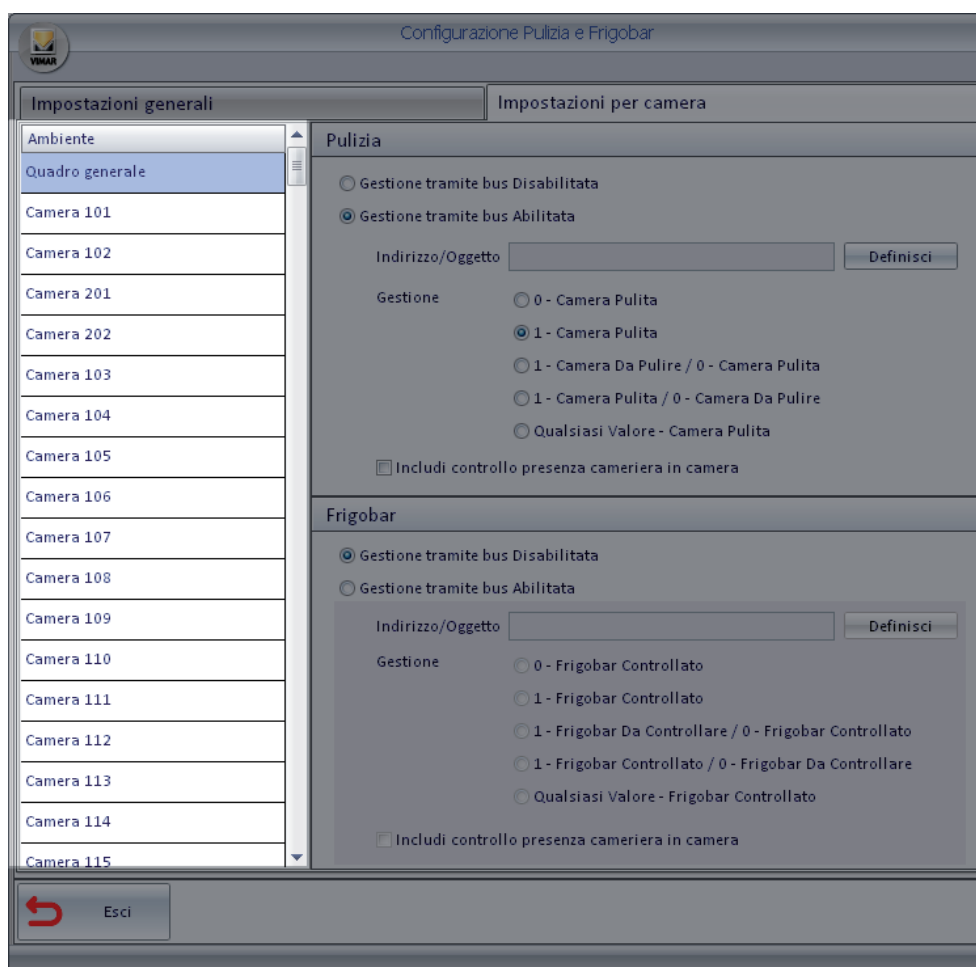 Configurazione Pulizia e Frigobar
VIMAR
Impostazioni generali
Impostazioni per camera
Ambiente
Quadro generale
Camera 101
Camera 102
Camera 201
Camera 202
Camera 103
Camera 104
Camera 105
Camera 106
Camera 107
Camera 108
Camera 109
Camera 110
Camera 111
Camera 112
Camera 113
Camera 114
Camera 115
Pulizia
Gestione tramite bus Disabilitata
Gestione tramite bus Abilitata
Indirizzo/Oggetto
Definisci
Gestione
0 - Camera Pulita
1 - Camera Pulita
1 - Camera Da Pulire / 0 - Camera Pulita
1 - Camera Pulita / 0 - Camera Da Pulire
Qualsiasi Valore - Camera Pulita
Includi controllo presenza cameriera in camera
Frigobar
Gestione tramite bus Disabilitata
Gestione tramite bus Abilitata
Indirizzo/Oggetto
Definisci
Gestione
0 - Frigobar Controllato
1 - Frigobar Controllato
1 - Frigobar Da Controllare / 0 - Frigobar Controllato
1 - Frigobar Controllato / 0 - Frigobar Da Controllare
Qualsiasi Valore - Frigobar Controllato
Includi controllo presenza cameriera in camera
Esci